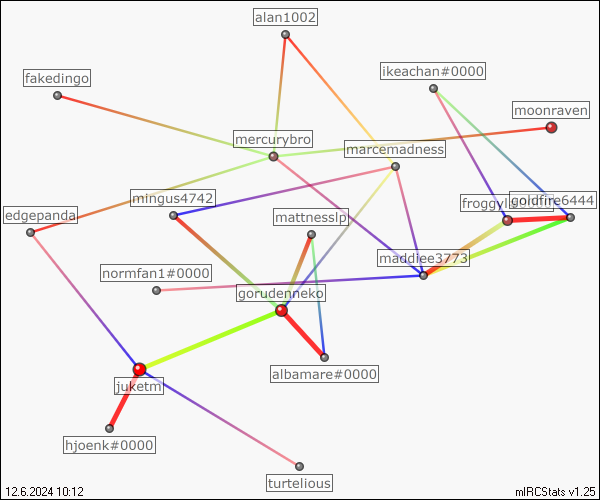 alan1002
ikeachan#0000
fakedingo
moonraven
mercurybro
marcemadness
mingus4742
goldfire6444
edgepanda
mattnesslp
maddiee3773
normfan1#0000
gorudenneko
albamare#0000
juketm
hjoenk#0000
turtelious
12.6.2024 10:12
mIRCStats v1.25